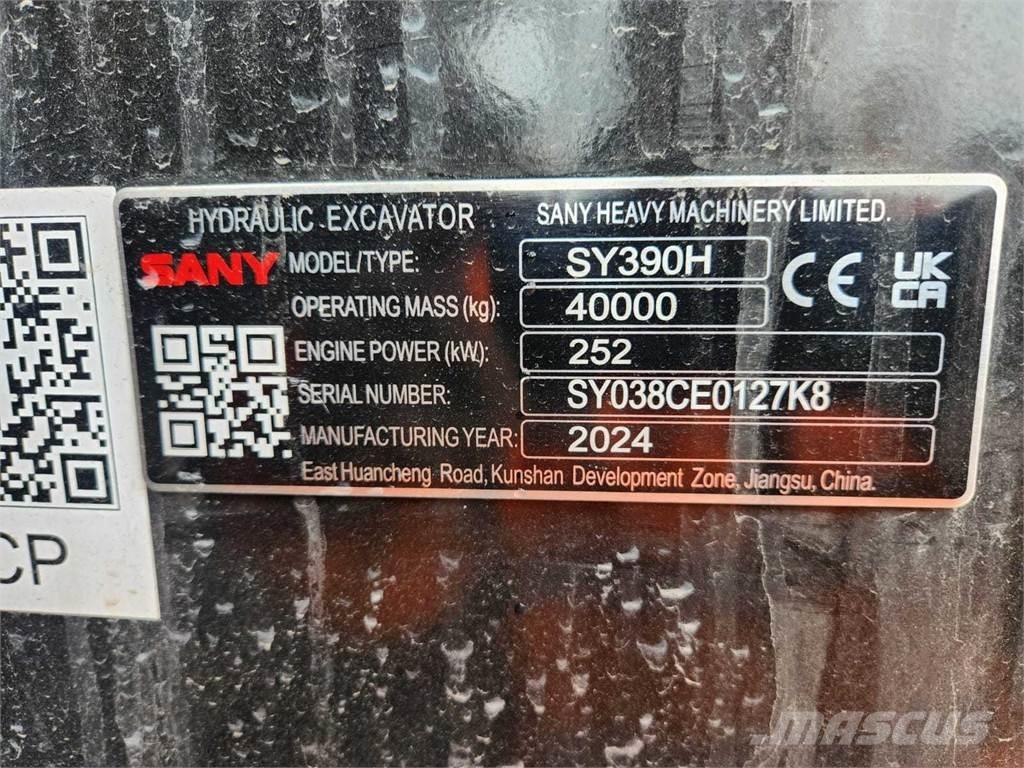 HYDRAULIC EXCAVATOR SANY HEAVY MACHINERY LIMITED.
SANY MODEL/TYPE: SY390H CE UK CA
OPERATING MASS (kg): 40000
ENGINE POWER (kW): 252
SERIAL NUMBER: SY038CE0127K8
MANUFACTURING YEAR: 2024
East Huancheng Road, Kunshan Development Zone, Jiangsu, China.
CP
MASCUS